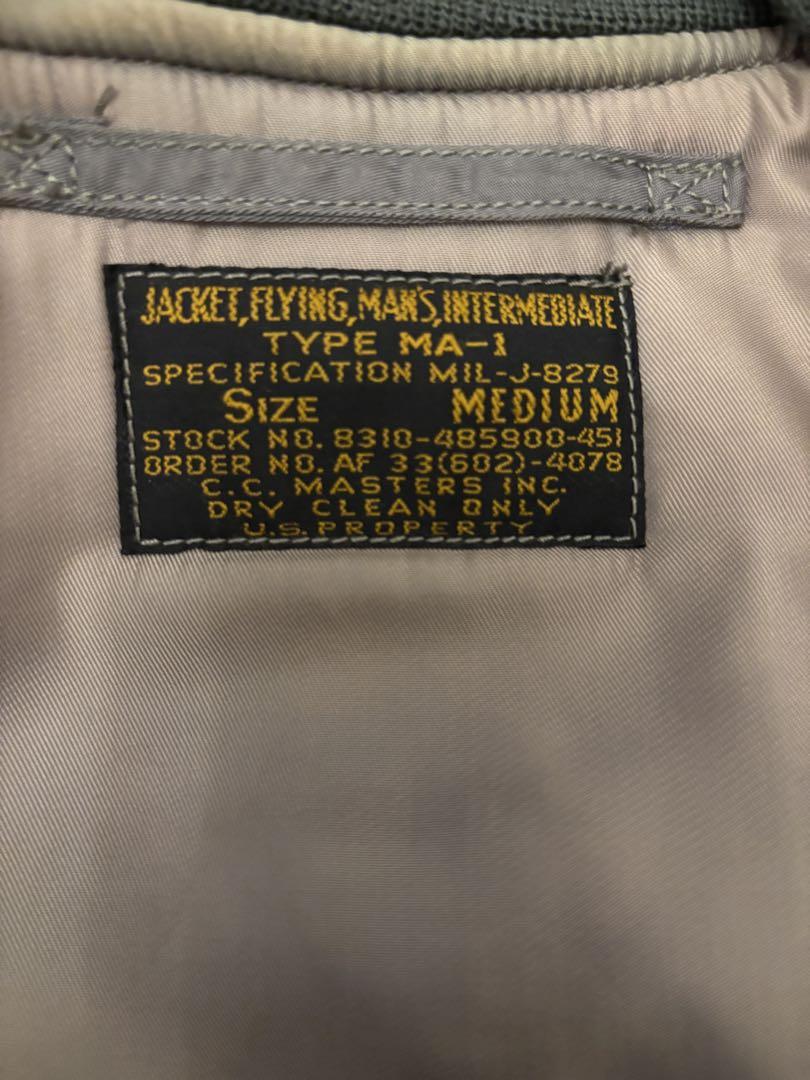 JACKET, FLYING, MAN'S, INTERMEDIATE
TYPE MA-1
SPECIFICATION MIL-J-8279
SIZE MEDIUM
STOCK NO. 8310-485900-451
ORDER NO. AF 33(602)-4078
C.C. MASTERS INC.
DRY CLEAN ONLY
U.S. PROPERTY